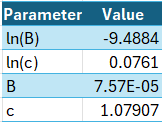 Parameter Value
ln(B) -9.4884
ln(c) 0.0761
B 7.57E-05
c 1.07907